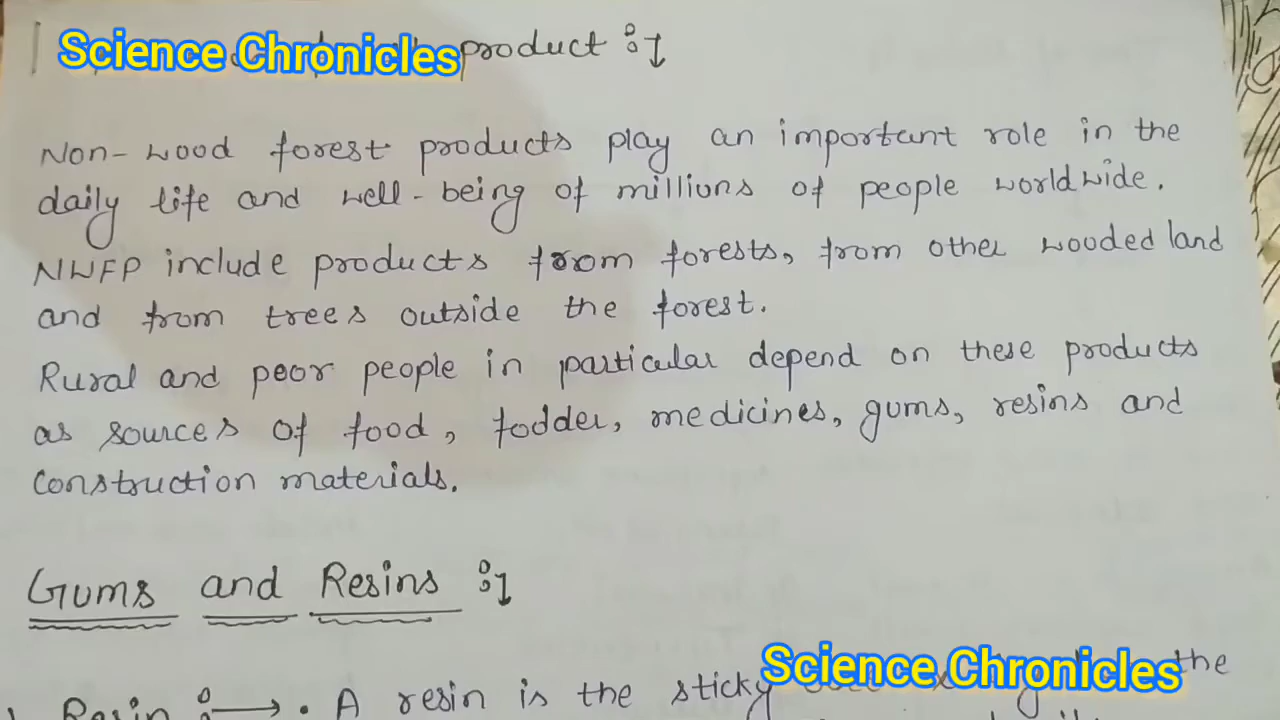 Science Chronicles product :
Non-wood forest products play an important role in the
daily life and well-being of millions of people worldwide.
NWFP include products from forests, from other wooded land
and from trees outside the forest.
Rural and poor people in particular depend on these products
as sources of food, fodder, medicines, gums, resins and
construction materials.
Gums and Resins :
Science Chronicles the
Resin : → • A resin is the sticky